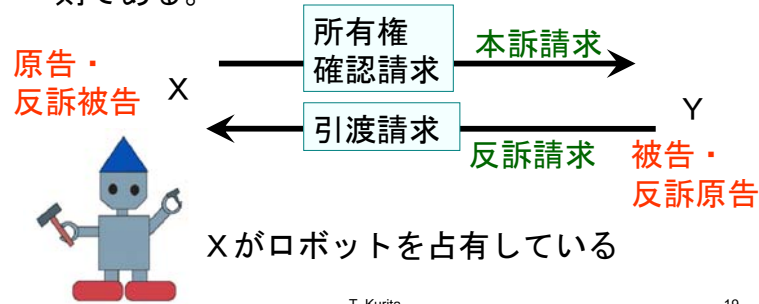 則である。
所有権
確認請求
本訴請求
原告・
反訴被告
X
引渡請求
反訴請求
Y
被告・
反訴原告
Xがロボットを占有している
T. Kurita
19